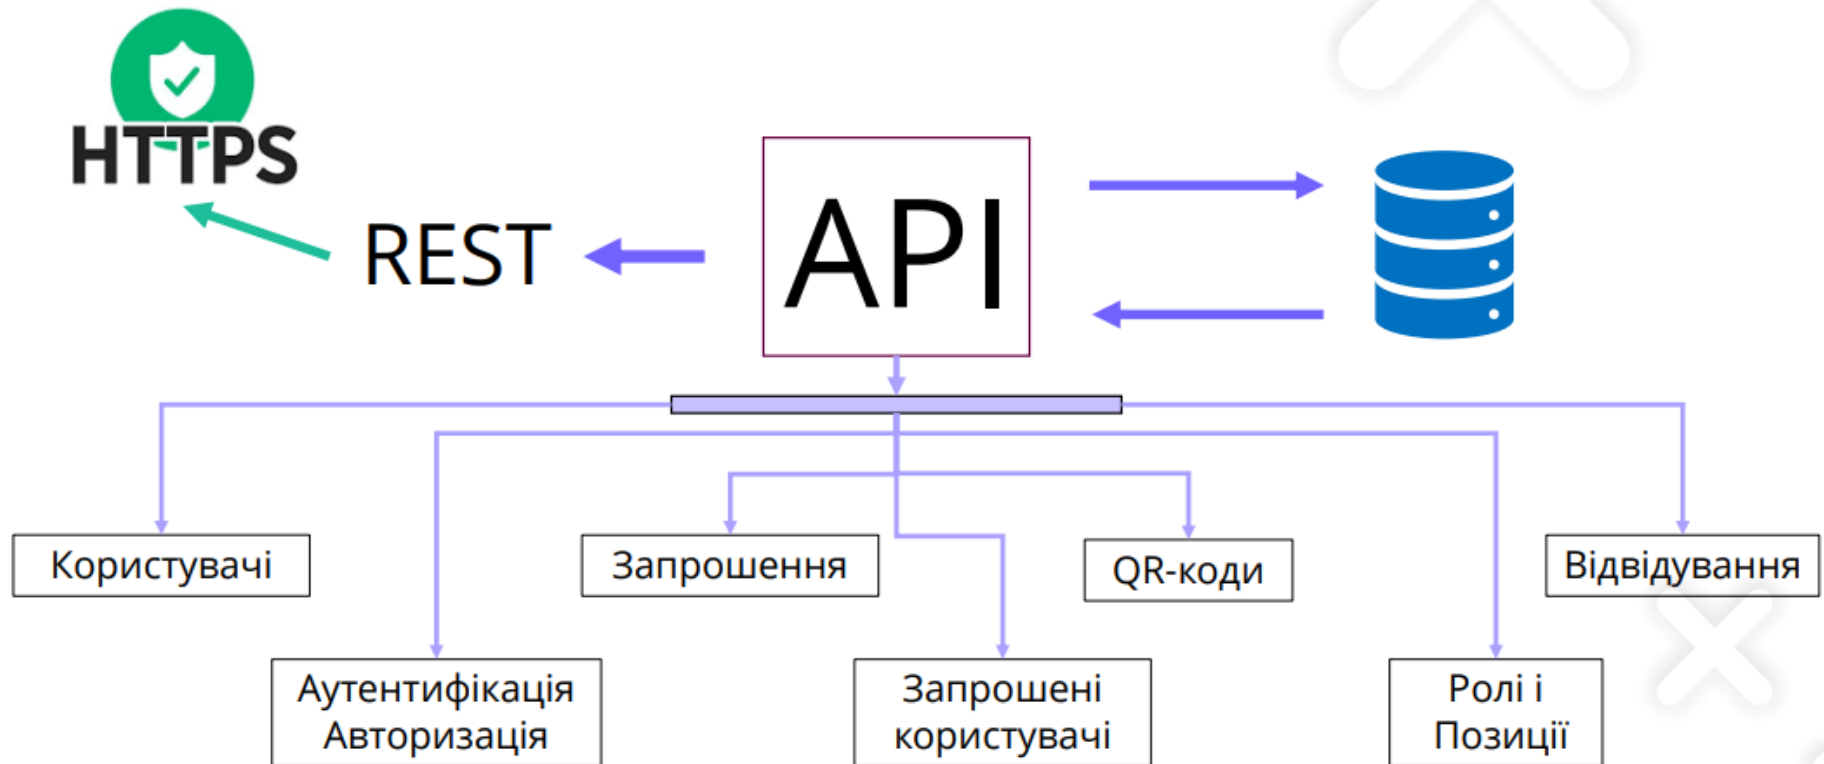 HTTPS
REST
API
Користувачі
Запрошення
QR-коди
Відвідування
Аутентифікація
Авторизація
Запрошені
користувачі
Ролі і
Позиції